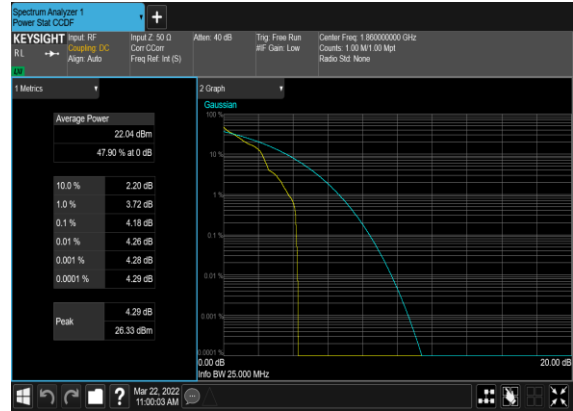 Spectrum Analyzer 1
Power Stat CCDF
+
KEYSIGHT
R L
LM
Input: RF
Coupling: DC
Align: Auto
Input Z: 50 Ω
Corr CCorr
Freq Ref: Int (S)
Atten: 40 dB
Trig: Free Run
#IF Gain: Low
Center Freq: 1.860000000 GHz
Counts: 1.00 M/1.00 Mpt
Radio Std: None
1 Metrics
Average Power
22.04 dBm
47.90 % at 0 dB
10.0 % 2.20 dB
1.0 % 3.72 dB
0.1 % 4.18 dB
0.01 % 4.26 dB
0.001 % 4.28 dB
0.0001 % 4.29 dB
Peak
4.29 dB
26.33 dBm
2 Graph
Gaussian
100 %
10 %
1 %
0.1 %
0.01 %
0.001 %
0.0001 %
0.00 dB
20.00 dB
Info BW 25.000 MHz
?
Mar 22, 2022
11:00:03 AM